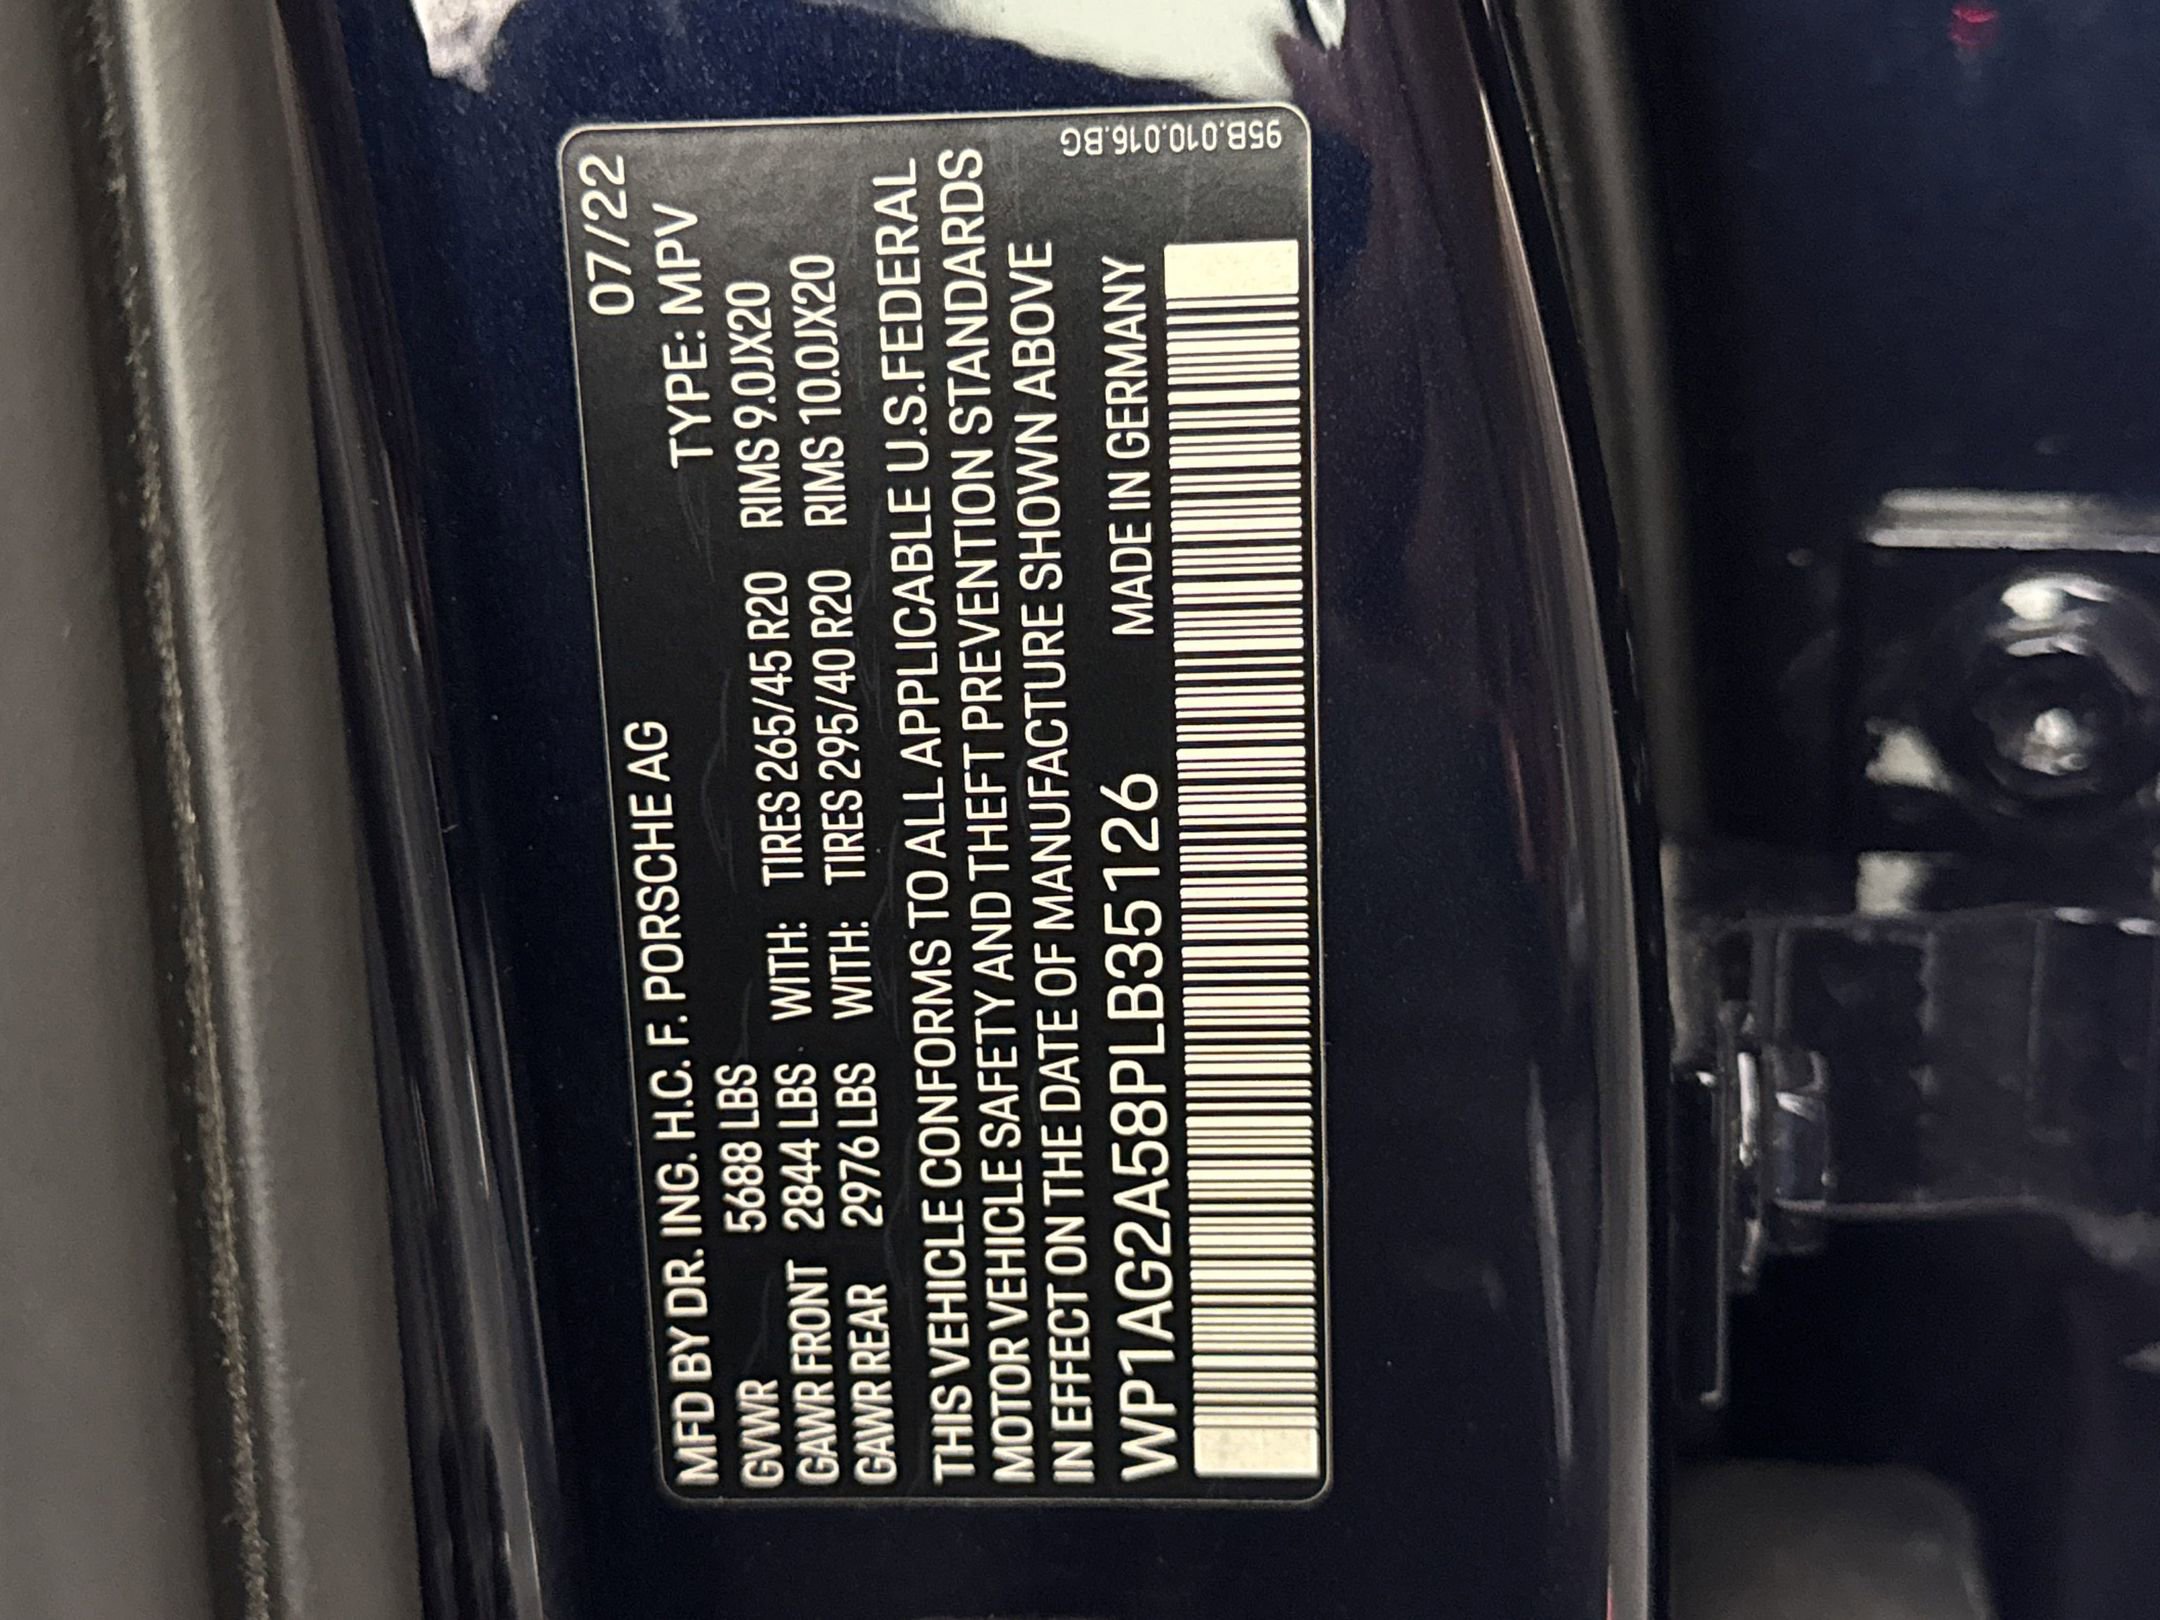 07/22
MFD BY DR. ING. H.C. F. PORSCHE AG
TYPE: MPV
GVWR 5688 LBS
GAWR FRONT 2844 LBS WITH: TIRES 265/45 R20 RIMS 9.0JX20
GAWR REAR 2976 LBS WITH: TIRES 295/40 R20 RIMS 10.0JX20
THIS VEHICLE CONFORMS TO ALL APPLICABLE U.S.FEDERAL
MOTOR VEHICLE SAFETY AND THEFT PREVENTION STANDARDS
IN EFFECT ON THE DATE OF MANUFACTURE SHOWN ABOVE
WP1AG2A58PLB35126 MADE IN GERMANY
95B.010.016.BG